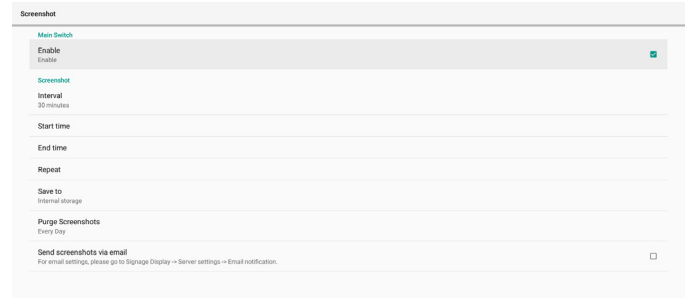 Screenshot
Main Switch
Enable
Enable
Screenshot
Interval
30 minutes
Start time
End time
Repeat
Save to
Internal storage
Purge Screenshots
Every Day
Send screenshots via email
For email settings, please go to Signage Display -> Server settings -> Email notification.